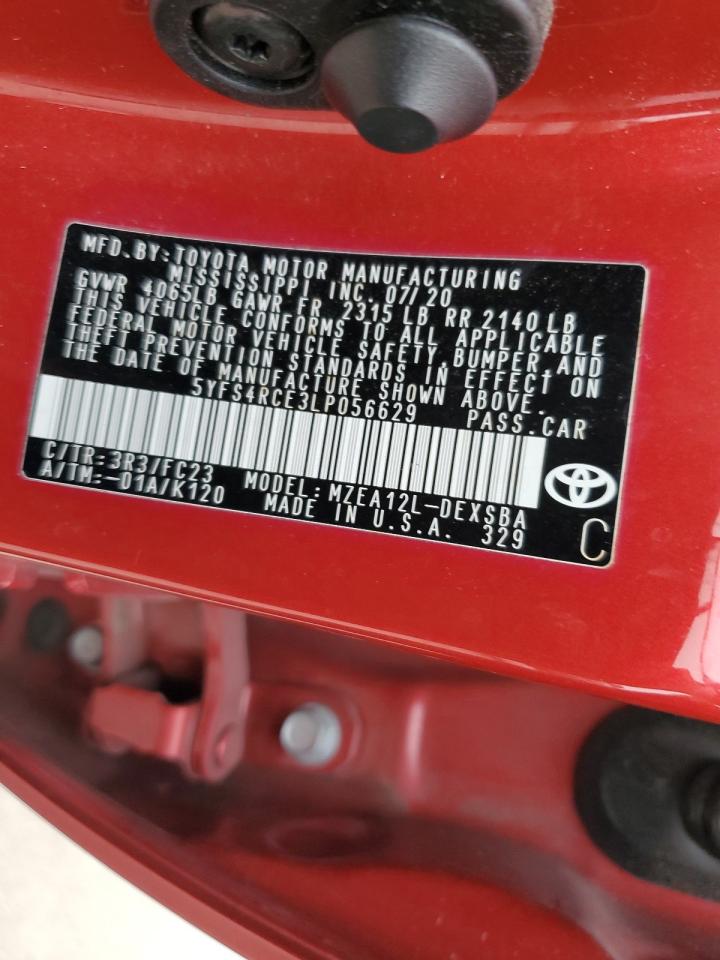 MFD. BY: TOYOTA MOTOR MANUFACTURING
MISSISSIPPI INC. 07/20
GVWR 4065LB GAWR FR 2315 LB RR 2140 LB
THIS VEHICLE CONFORMS TO ALL APPLICABLE
FEDERAL MOTOR VEHICLE SAFETY, BUMPER, AND
THEFT PREVENTION STANDARDS IN EFFECT ON
THE DATE OF MANUFACTURE SHOWN ABOVE.
5YFS4RCE3LP056629 PASS.CAR
C/TR: 3R3/FC23 MODEL: MZEA12L-DEXSBA
A/TM: -01A/K120 MADE IN U.S.A. 329
C